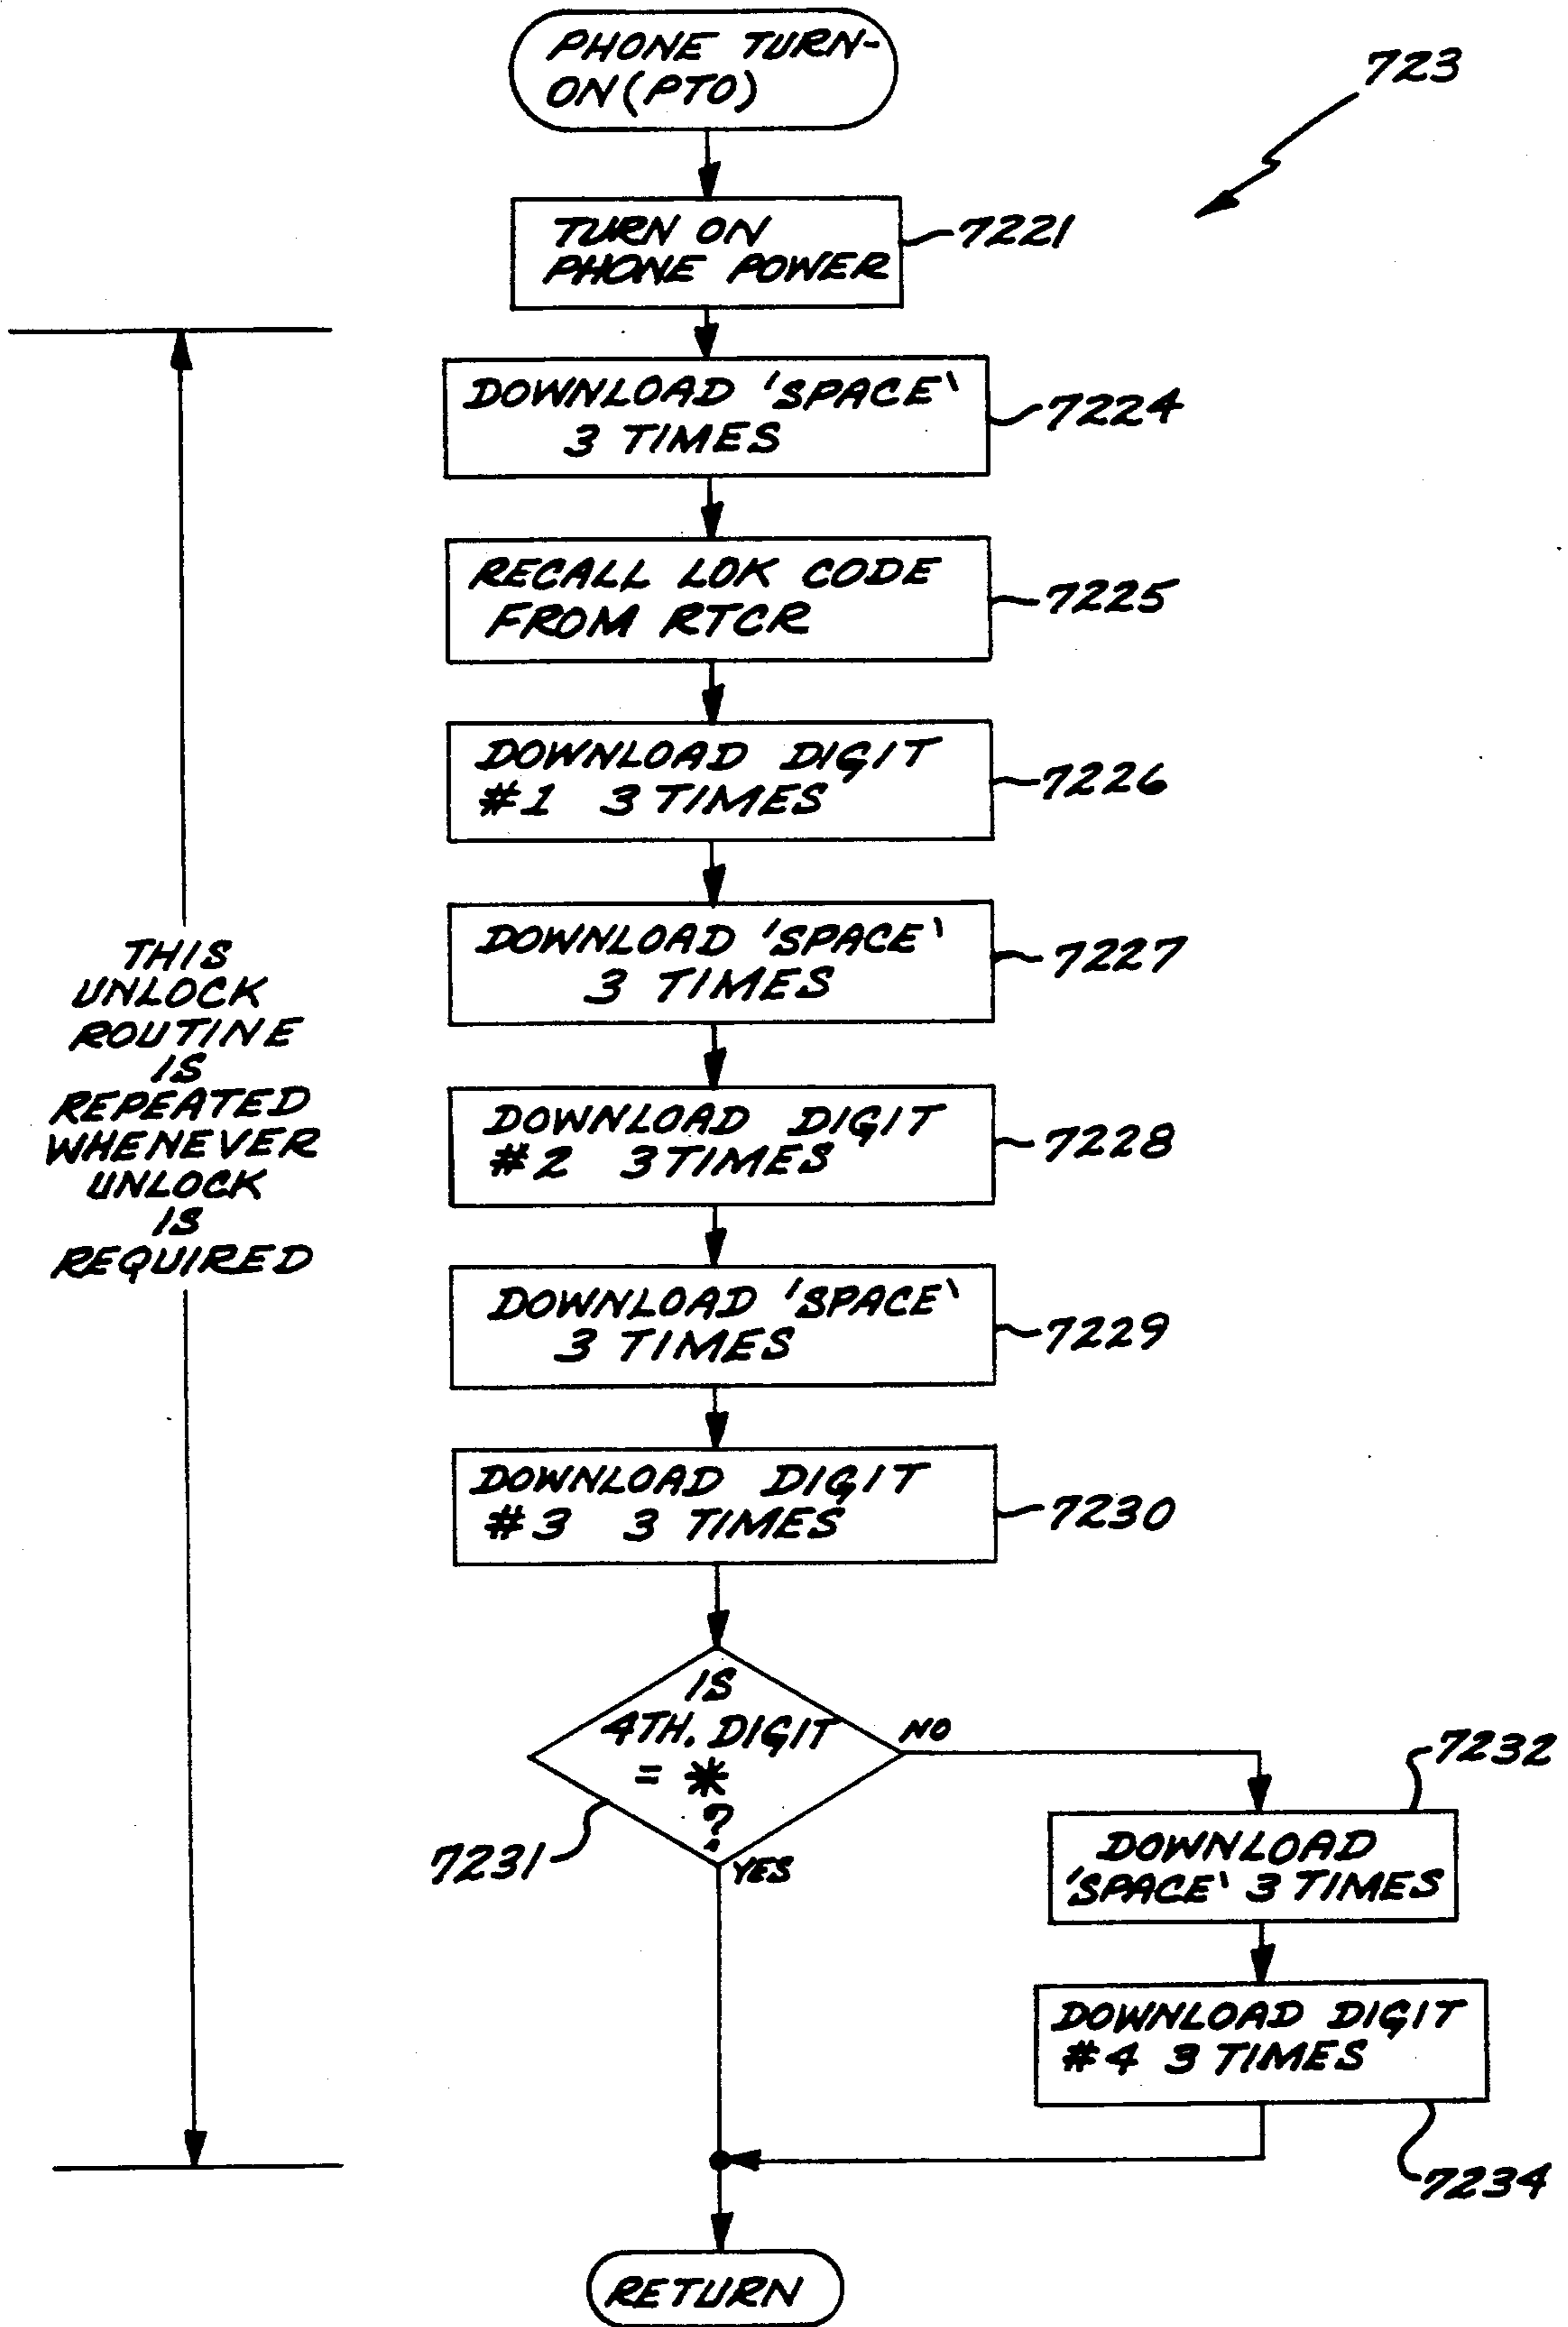 PHONE TURN-
ON (PTO)
723
TURN ON
PHONE POWER
7221
DOWNLOAD 'SPACE'
3 TIMES
7224
RECALL LOK CODE
FROM RTCR
7225
DOWNLOAD DIGIT
#1 3 TIMES
7226
DOWNLOAD 'SPACE'
3 TIMES
7227
THIS
UNLOCK
ROUTINE
IS
REPEATED
WHENEVER
UNLOCK
IS
REQUIRED
DOWNLOAD DIGIT
#2 3 TIMES
7228
DOWNLOAD 'SPACE'
3 TIMES
7229
DOWNLOAD DIGIT
#3 3 TIMES
7230
IS
4TH. DIGIT
= *
?
7231
NO
YES
7232
DOWNLOAD
'SPACE' 3 TIMES
DOWNLOAD DIGIT
#4 3 TIMES
7234
RETURN